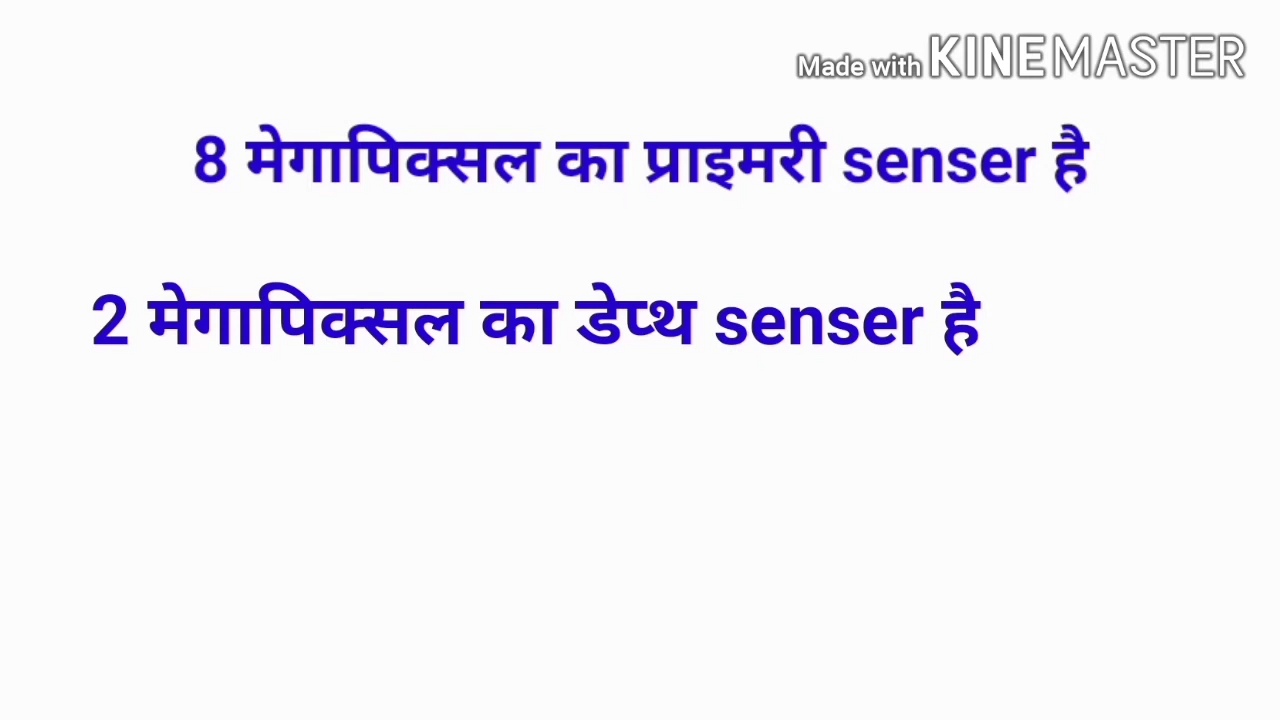 Made with KINEMASTER
8 मेगापिक्सल का प्राइमरी senser है
2 मेगापिक्सल का डेप्थ senser है